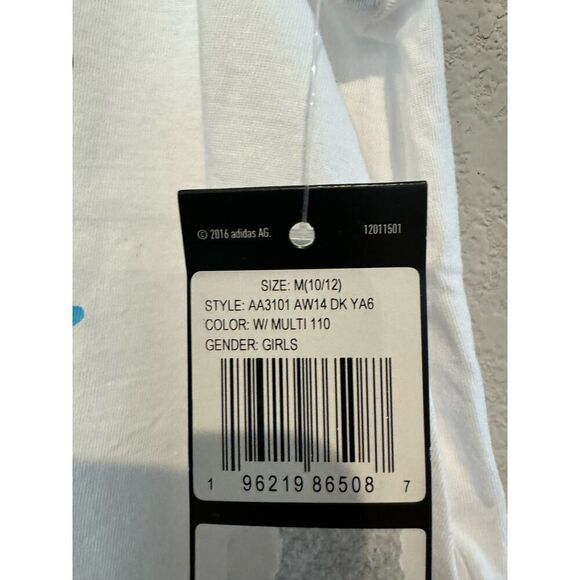 © 2016 adidas AG. 12011501
SIZE: M(10/12)
STYLE: AA3101 AW14 DK YA6
COLOR: W/ MULTI 110
GENDER: GIRLS
1 96219 86508 7